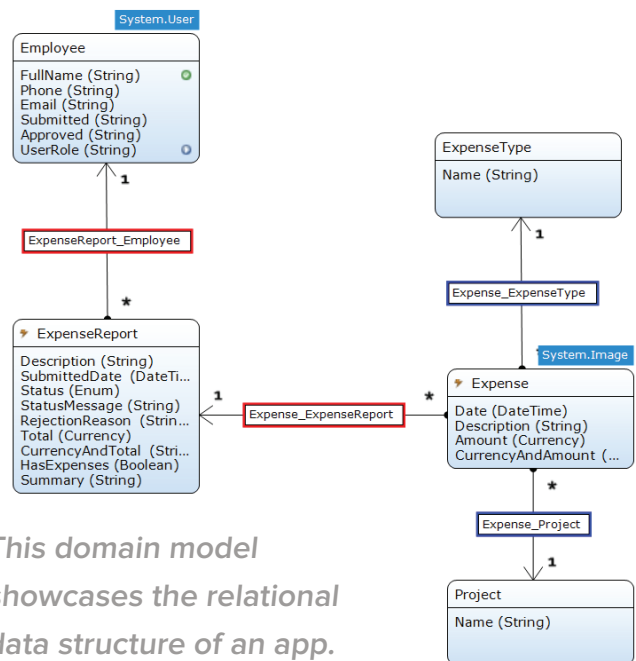 System.User
Employee
FullName (String)
Phone (String)
Email (String)
Submitted (String)
Approved (String)
UserRole (String)
1
ExpenseReport_Employee
*
ExpenseReport
Description (String)
SubmittedDate (DateTi...
Status (Enum)
StatusMessage (String)
RejectionReason (Strin...
Total (Currency)
CurrencyAndTotal (Stri...
HasExpenses (Boolean)
Summary (String)
1
Expense_ExpenseReport
*
ExpenseType
Name (String)
1
Expense_ExpenseType
System.Image
Expense
Date (DateTime)
Description (String)
Amount (Currency)
CurrencyAndAmount (...
*
Expense_Project
1
Project
Name (String)
This domain model
showcases the relational
data structure of an app.